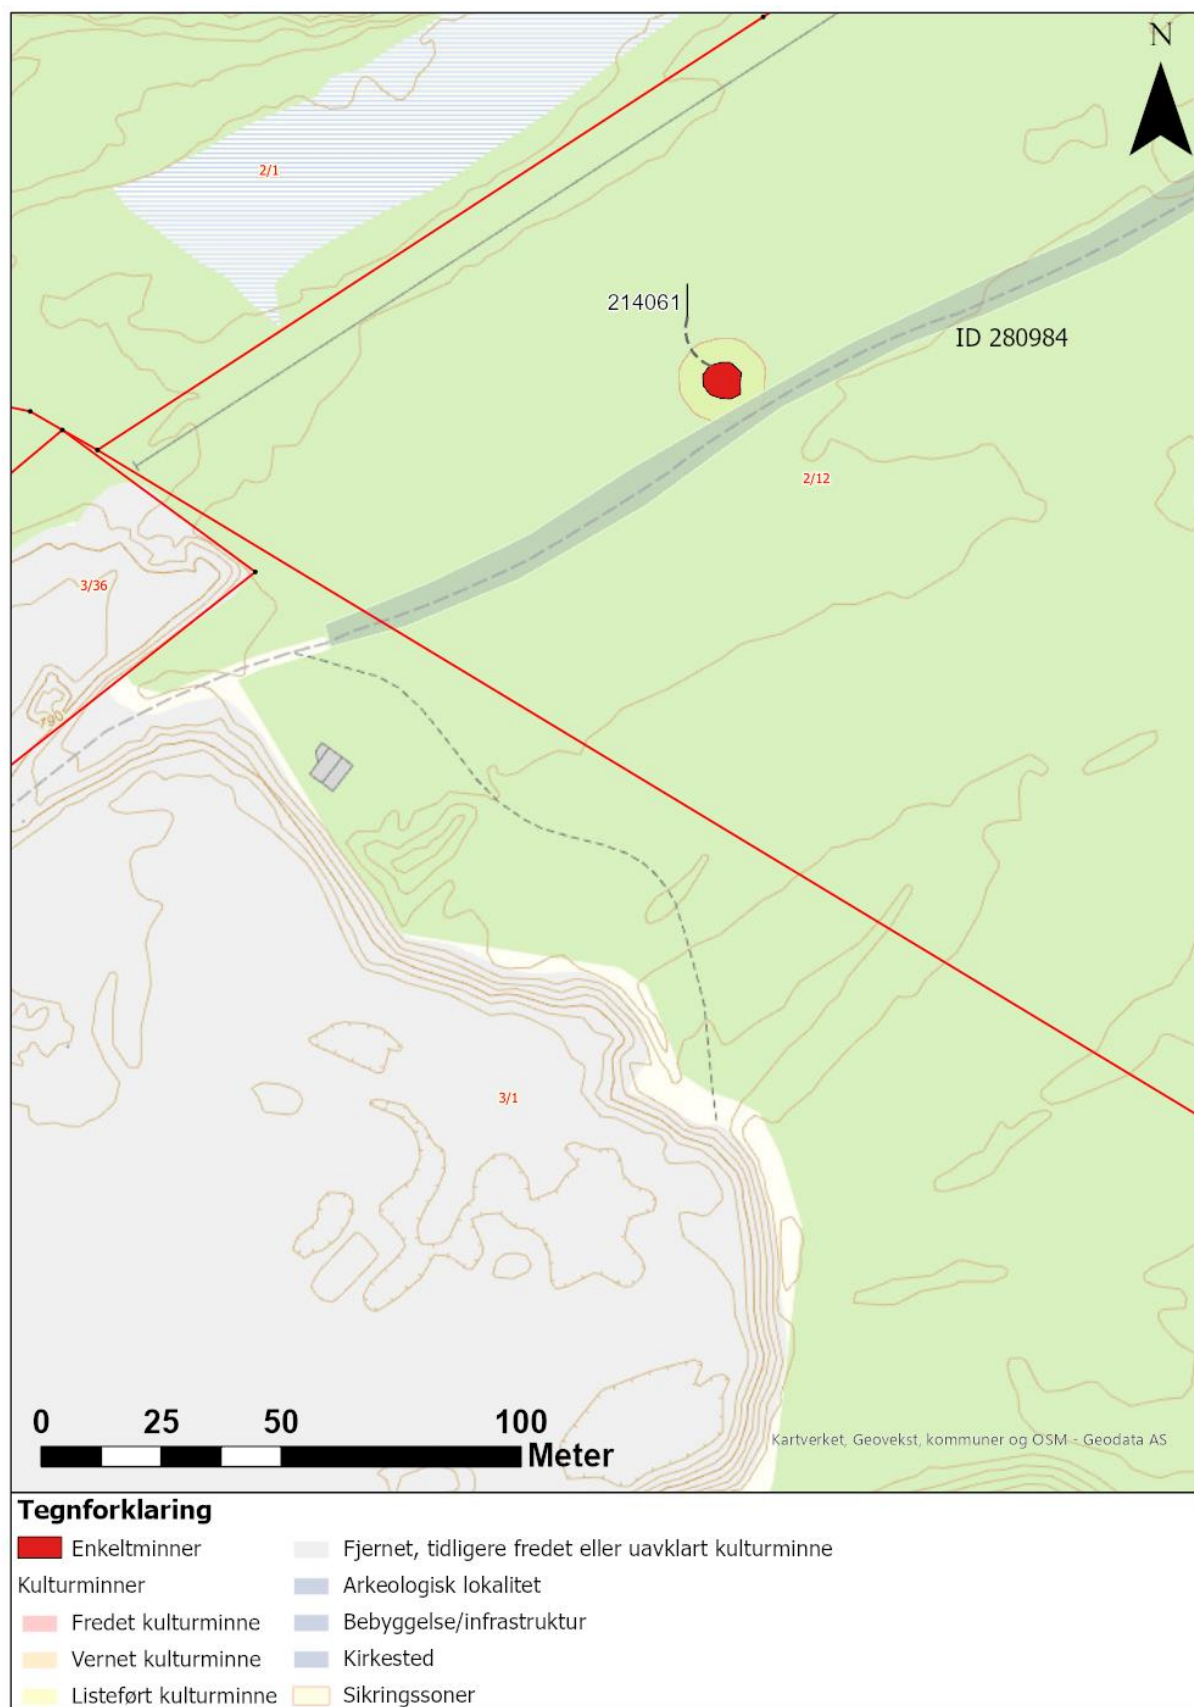 N
2/1
214061
ID 280984
2/12
3/36
790
3/1
0 25 50 100
Meter
Kartverket, Geovekst, kommuner og OSM - Geodata AS
Tegnforklaring
Enkeltminner
Kulturminner
Fredet kulturminne
Vernet kulturminne
Listeført kulturminne
Fjernet, tidligere fredet eller uavklart kulturminne
Arkeologisk lokalitet
Bebyggelse/infrastruktur
Kirkested
Sikringssoner